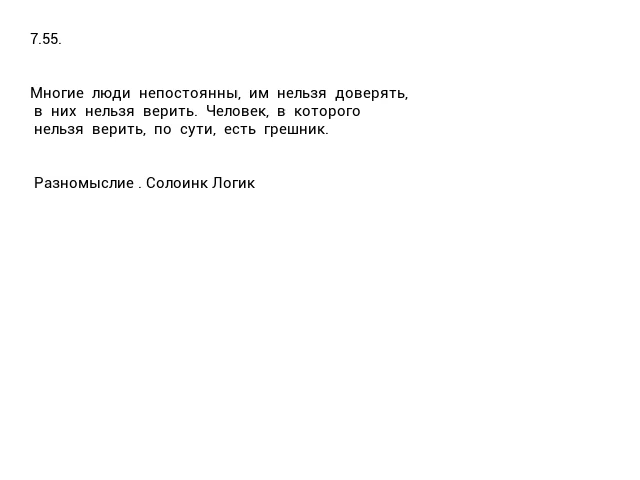 7.55.
Многие люди непостоянны, им нельзя доверять,
в них нельзя верить. Человек, в которого
нельзя верить, по сути, есть грешник.
Разномыслие . Солоинк Логик